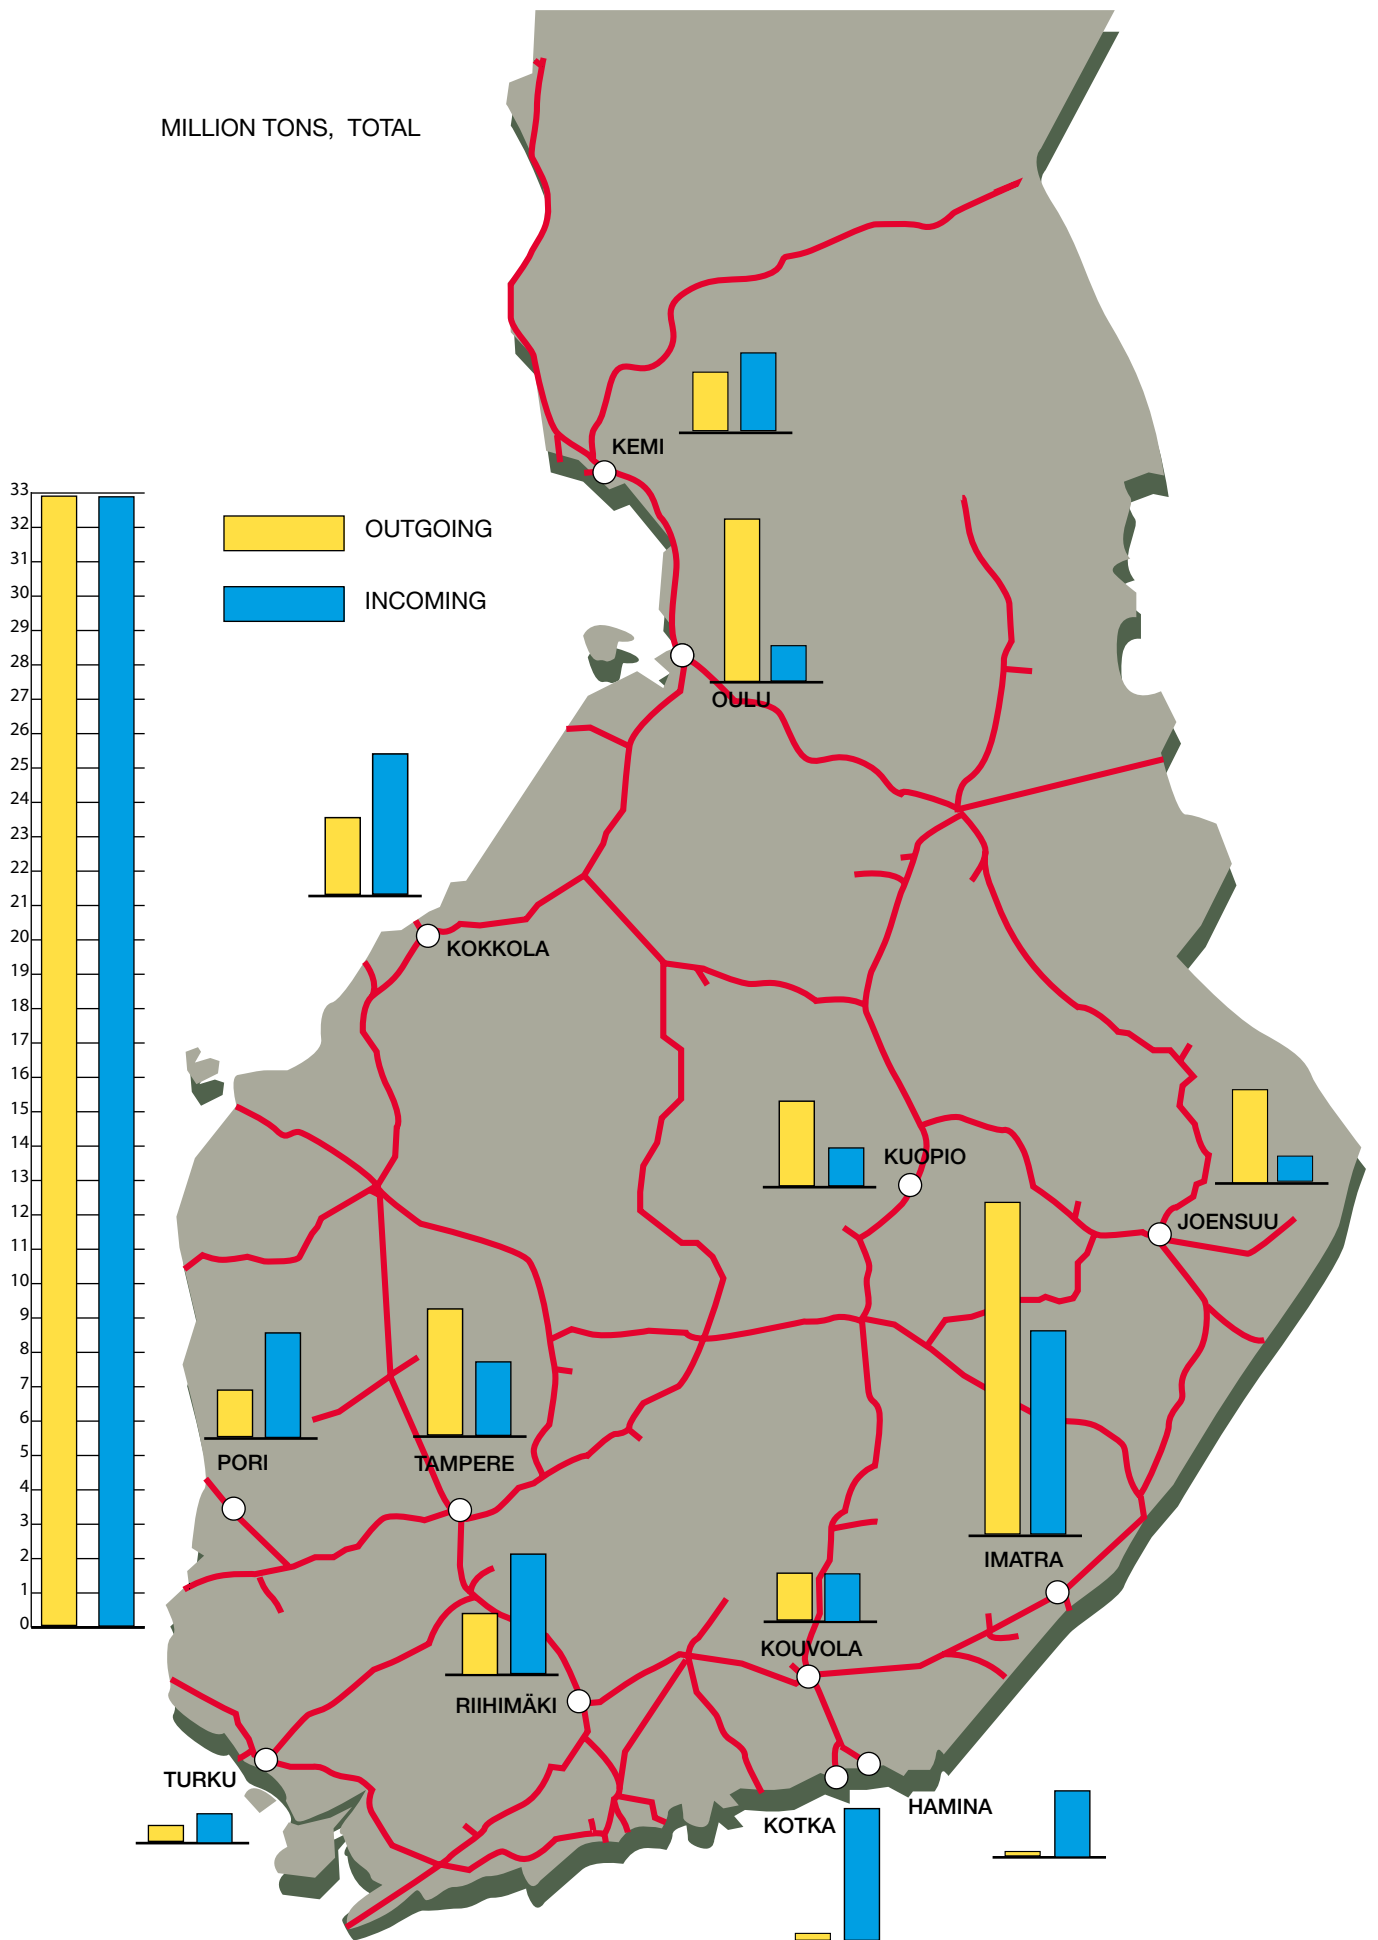 MILLION TONS, TOTAL
KEMI
33
32
31
30
29
28
27
26
25
24
23
22
21
20
19
18
17
16
15
14
13
12
11
10
9
8
7
6
5
4
3
2
1
0
OUTGOING
INCOMING
OULU
KOKKOLA
KUOPIO
JOENSUU
PORI
TAMPERE
IMATRA
KOUVOLA
RIIHIMÄKI
TURKU
HAMINA
KOTKA